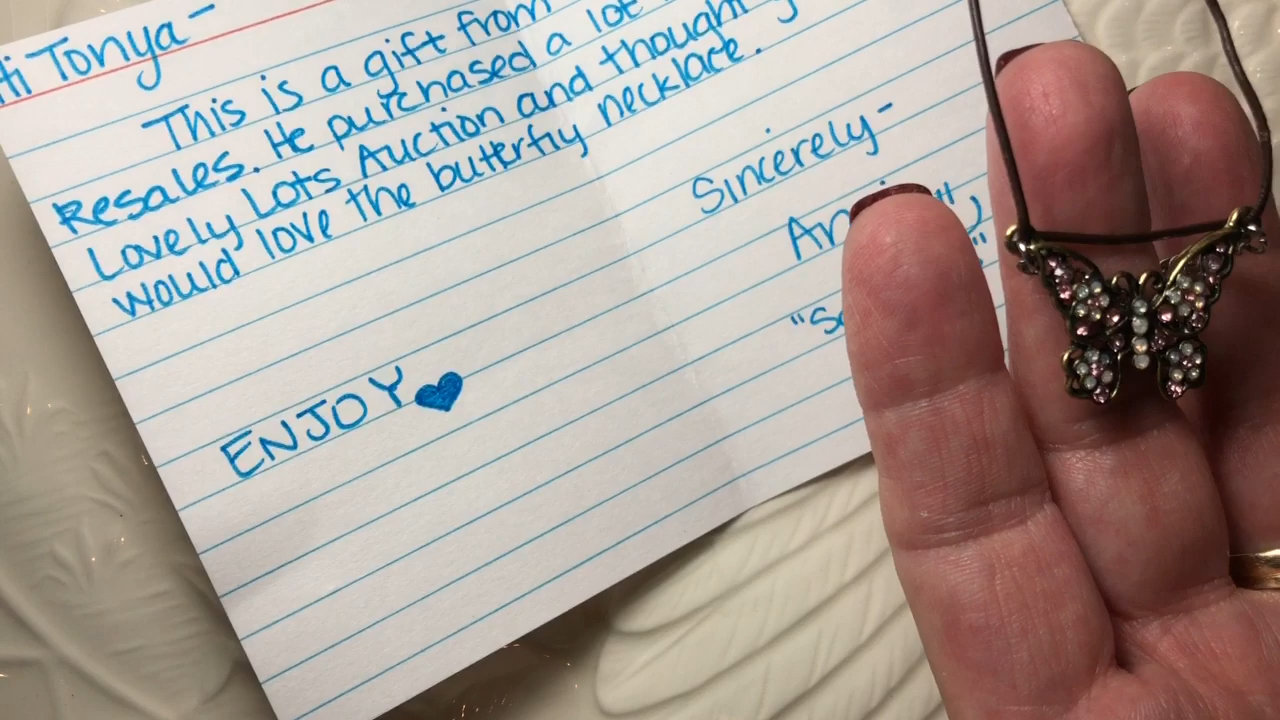 Hi Tonya-
This is a gift from
Resales. He purchased a lot
Lovely Lots Auction and thought
would love the butterfly necklace.
Sincerely-
ENJOY